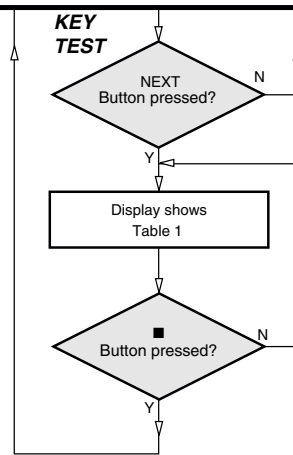 KEY
TEST
NEXT
Button pressed?
N
Y
Display shows
Table 1
■
Button pressed?
N
Y